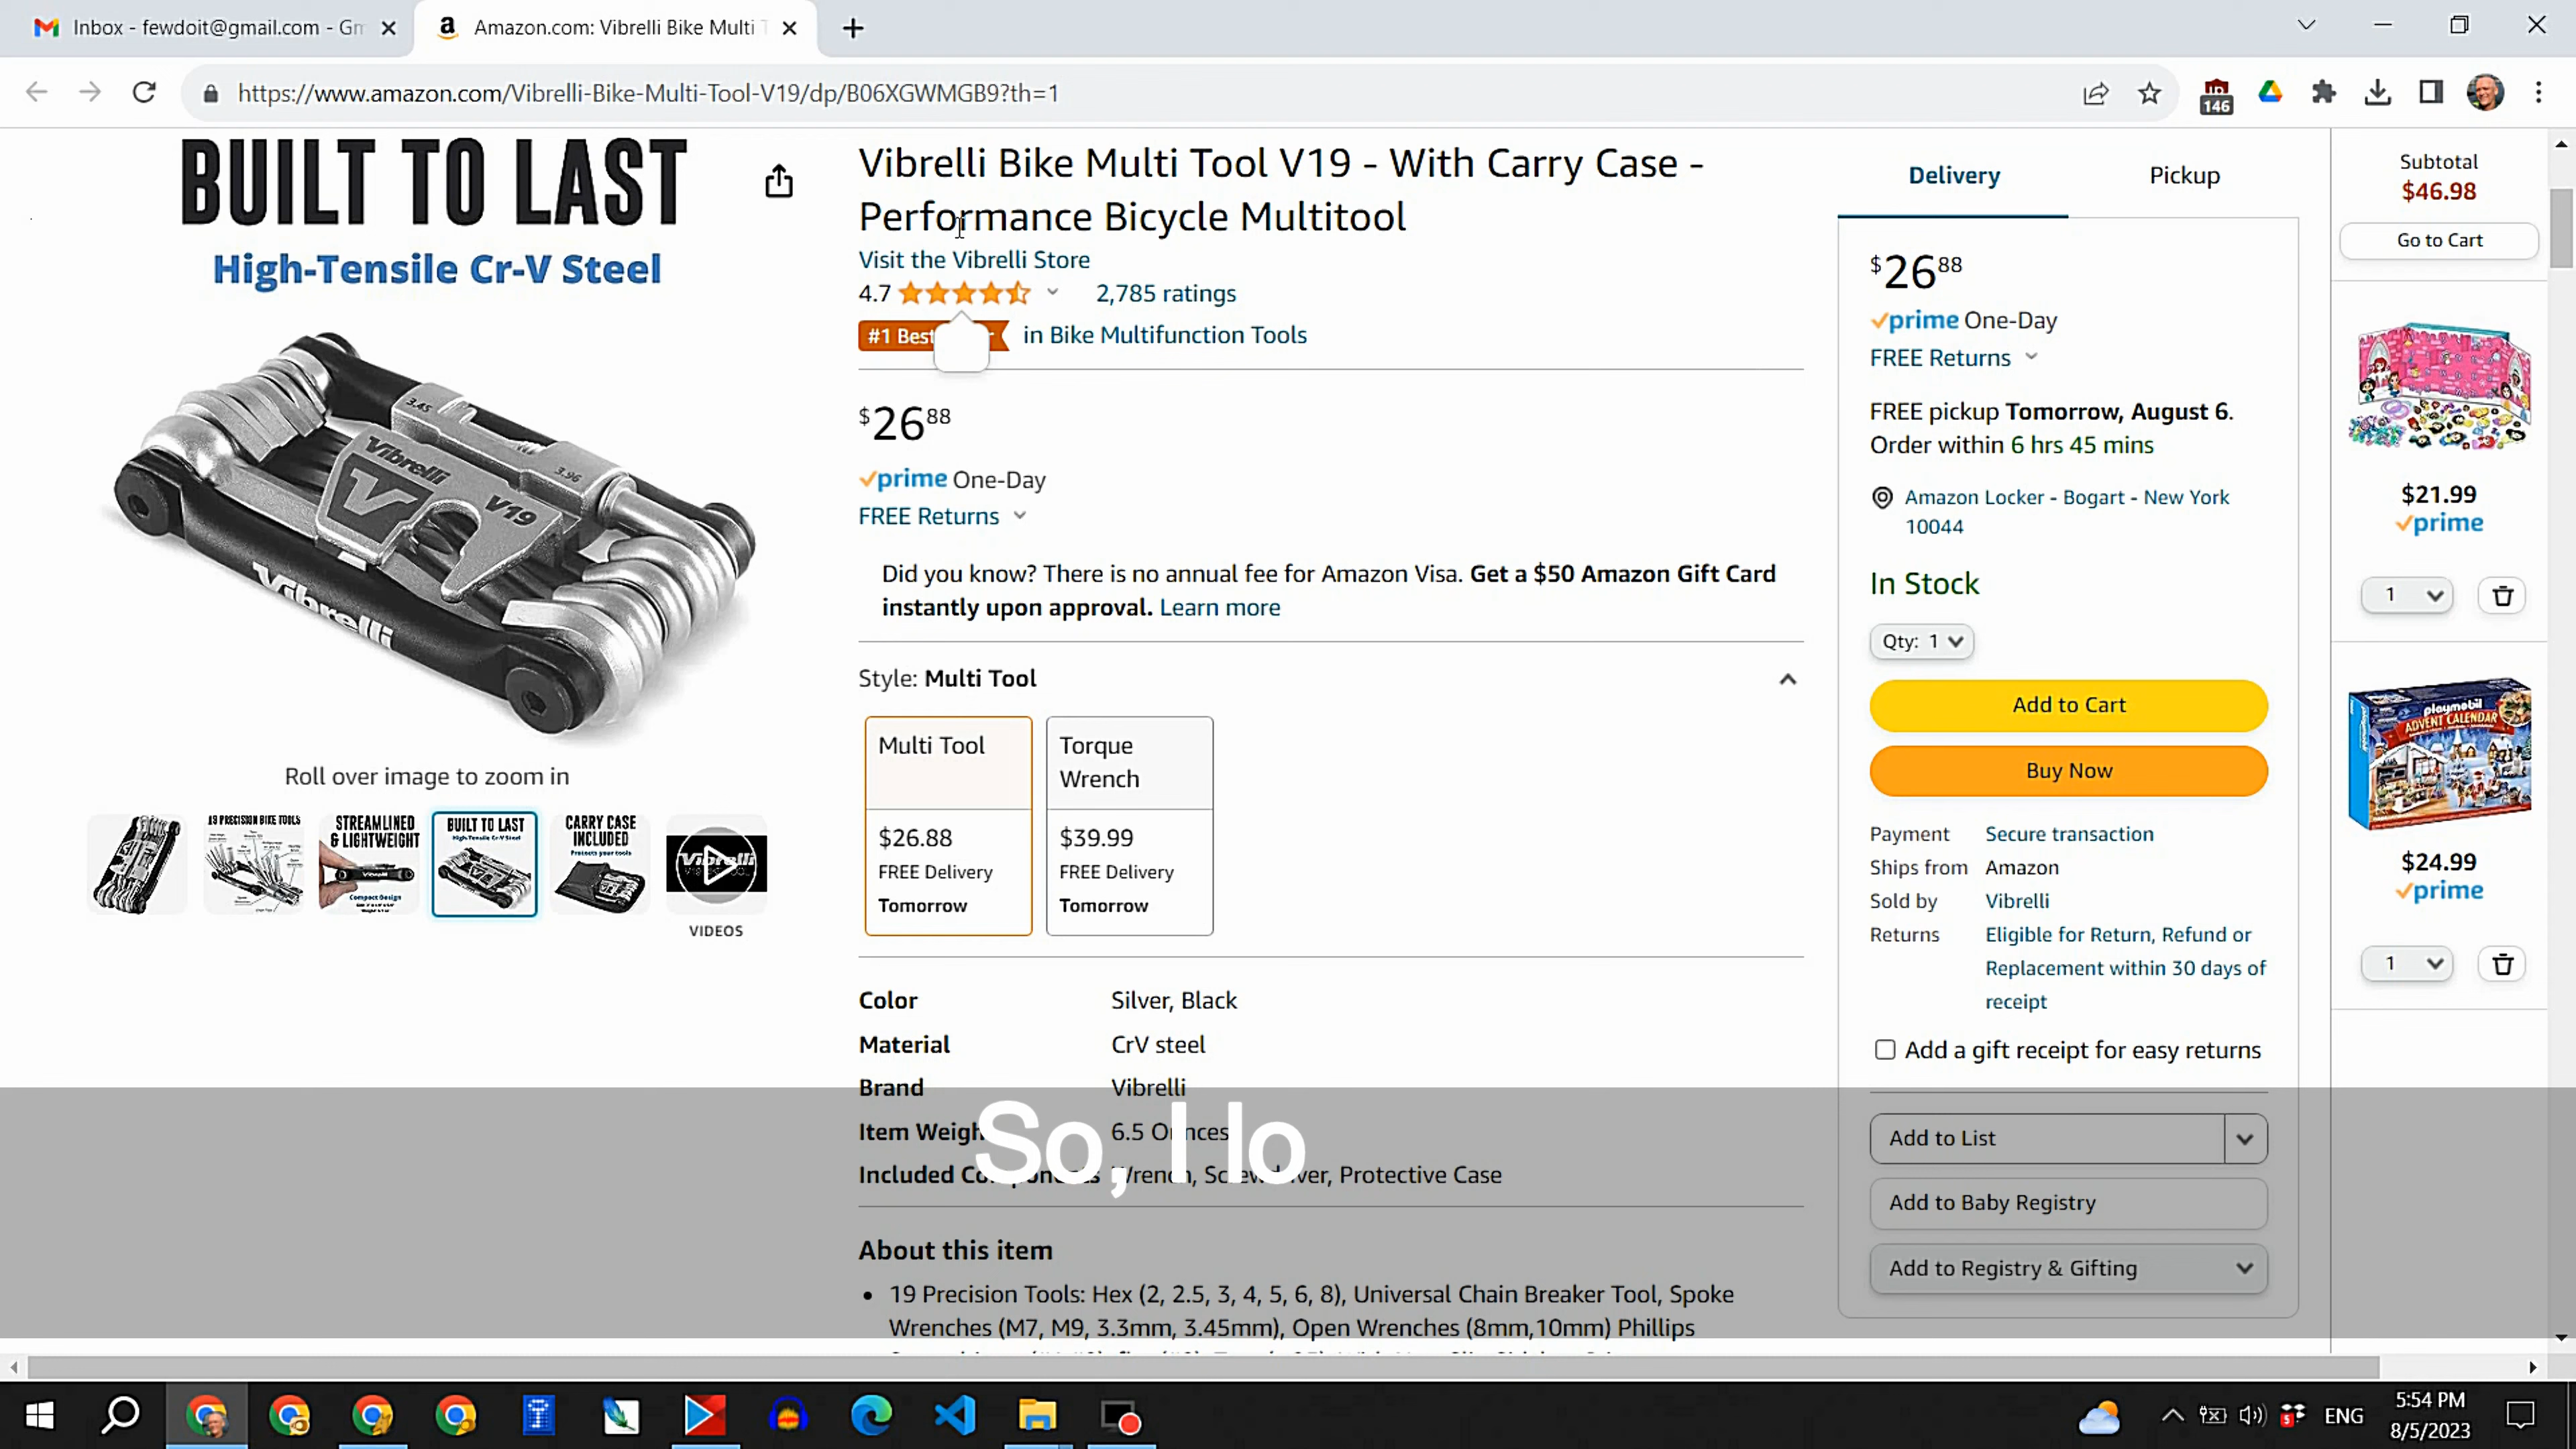 Inbox - fewdoit@gmail.com - Gm
Amazon.com: Vibrelli Bike Multi T
https://www.amazon.com/Vibrelli-Bike-Multi-Tool-V19/dp/B06XGWMGB9?th=1
146
BUILT TO LAST
High-Tensile Cr-V Steel
3.45
3.96
Vibrelli
V19
Vibrelli
Roll over image to zoom in
19 PRECISION BIKE TOOLS
STREAMLINED
& LIGHTWEIGHT
Compact Design
BUILT TO LAST
High-Tensile Cr-V Steel
CARRY CASE
INCLUDED
Protects your tools
Vibrelli
VIDEOS
Vibrelli Bike Multi Tool V19 - With Carry Case -
Performance Bicycle Multitool
Visit the Vibrelli Store
4.7
2,785 ratings
#1 Best
in Bike Multifunction Tools
$26 88
prime One-Day
FREE Returns
Did you know? There is no annual fee for Amazon Visa. Get a $50 Amazon Gift Card
instantly upon approval. Learn more
Style: Multi Tool
Multi Tool
$26.88
FREE Delivery
Tomorrow
Torque
Wrench
$39.99
FREE Delivery
Tomorrow
Color Silver, Black
Material CrV steel
Brand Vibrelli
Item Weigh 6.5 Ounces
Included Components Wrench, Screwdriver, Protective Case
So, I lo
About this item
• 19 Precision Tools: Hex (2, 2.5, 3, 4, 5, 6, 8), Universal Chain Breaker Tool, Spoke
Wrenches (M7, M9, 3.3mm, 3.45mm), Open Wrenches (8mm,10mm) Phillips
Delivery
Pickup
$26 88
prime One-Day
FREE Returns
FREE pickup Tomorrow, August 6.
Order within 6 hrs 45 mins
Amazon Locker - Bogart - New York
10044
In Stock
Qty: 1
Add to Cart
Buy Now
Payment Secure transaction
Ships from Amazon
Sold by Vibrelli
Returns Eligible for Return, Refund or
Replacement within 30 days of
receipt
Add a gift receipt for easy returns
Add to List
Add to Baby Registry
Add to Registry & Gifting
Subtotal
$46.98
Go to Cart
$21.99
prime
1
playmobil
ADVENT CALENDAR
$24.99
prime
1
ENG
5:54 PM
8/5/2023